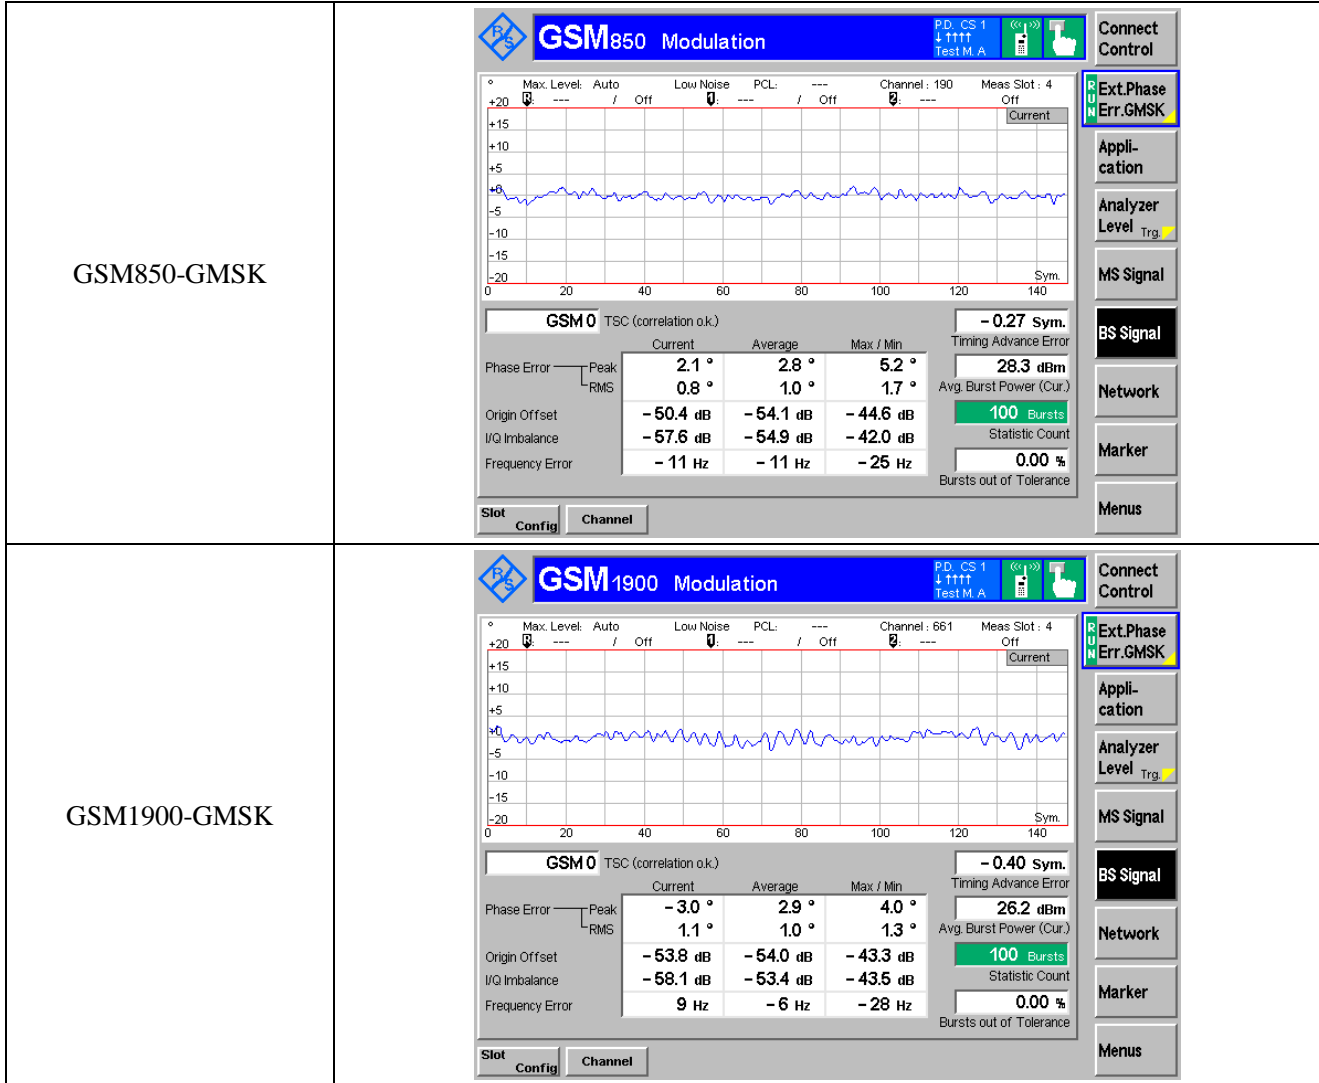 GSM850-GMSK
R&S GSM850 Modulation
P.D. CS 1
Test M. A
Connect Control
° Max. Level: Auto Low Noise PCL: --- Channel : 190 Meas Slot : 4
R: --- / Off 1: --- / Off 2: --- Off
Current
+20
+15
+10
+5
+0
-5
-10
-15
-20
Sym.
0 20 40 60 80 100 120 140
GSM 0 TSC (correlation o.k.)
- 0.27 Sym.
Timing Advance Error
Current Average Max / Min
Phase Error Peak 2.1 ° 2.8 ° 5.2 °
28.3 dBm
RMS 0.8 ° 1.0 ° 1.7 °
Avg. Burst Power (Cur.)
Origin Offset - 50.4 dB - 54.1 dB - 44.6 dB
100 Bursts
I/Q Imbalance - 57.6 dB - 54.9 dB - 42.0 dB
Statistic Count
Frequency Error - 11 Hz - 11 Hz - 25 Hz
0.00 %
Bursts out of Tolerance
Slot Config
Channel
RUN
Ext.Phase
Err.GMSK
Appli-
cation
Analyzer
Level Trg.
MS Signal
BS Signal
Network
Marker
Menus
GSM1900-GMSK
R&S GSM1900 Modulation
P.D. CS 1
Test M. A
Connect Control
° Max. Level: Auto Low Noise PCL: --- Channel : 661 Meas Slot : 4
R: --- / Off 1: --- / Off 2: --- Off
Current
+20
+15
+10
+5
+0
-5
-10
-15
-20
Sym.
0 20 40 60 80 100 120 140
GSM 0 TSC (correlation o.k.)
- 0.40 Sym.
Timing Advance Error
Current Average Max / Min
Phase Error Peak - 3.0 ° 2.9 ° 4.0 °
26.2 dBm
RMS 1.1 ° 1.0 ° 1.3 °
Avg. Burst Power (Cur.)
Origin Offset - 53.8 dB - 54.0 dB - 43.3 dB
100 Bursts
I/Q Imbalance - 58.1 dB - 53.4 dB - 43.5 dB
Statistic Count
Frequency Error 9 Hz - 6 Hz - 28 Hz
0.00 %
Bursts out of Tolerance
Slot Config
Channel
RUN
Ext.Phase
Err.GMSK
Appli-
cation
Analyzer
Level Trg.
MS Signal
BS Signal
Network
Marker
Menus